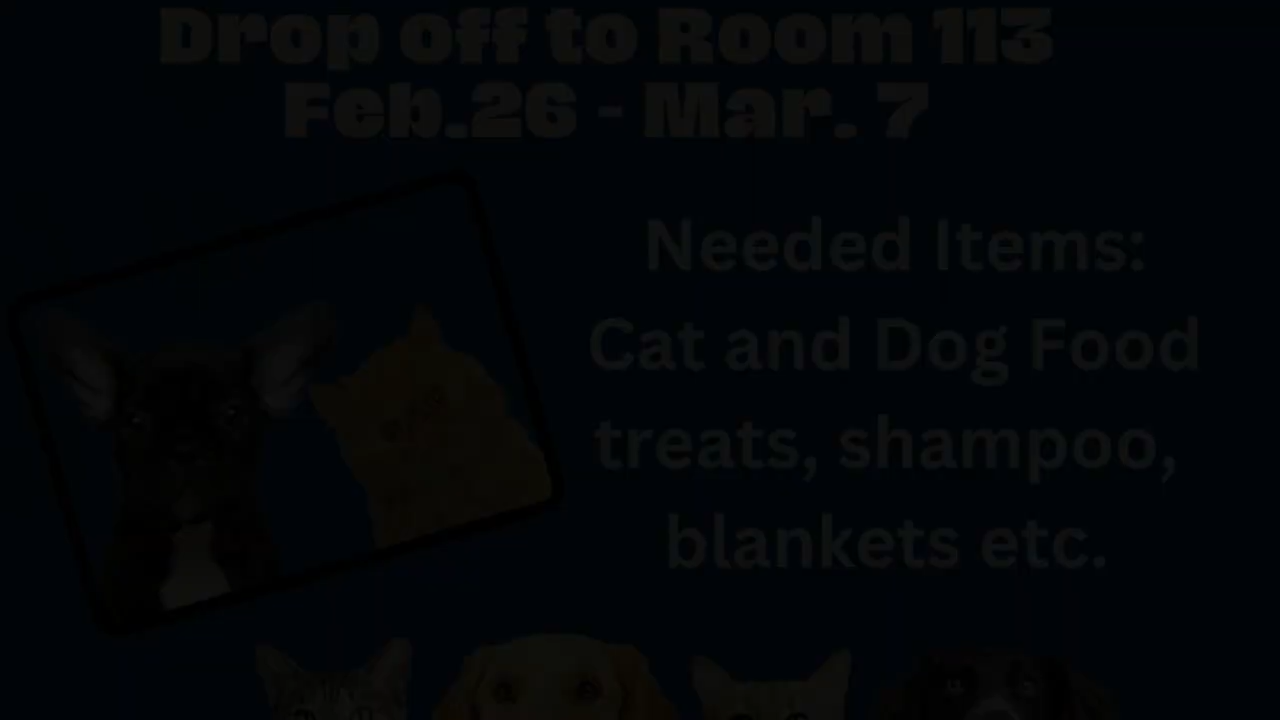 Drop off to Room 113
Feb.26 - Mar. 7
Needed Items:
Cat and Dog Food
treats, shampoo,
blankets etc.